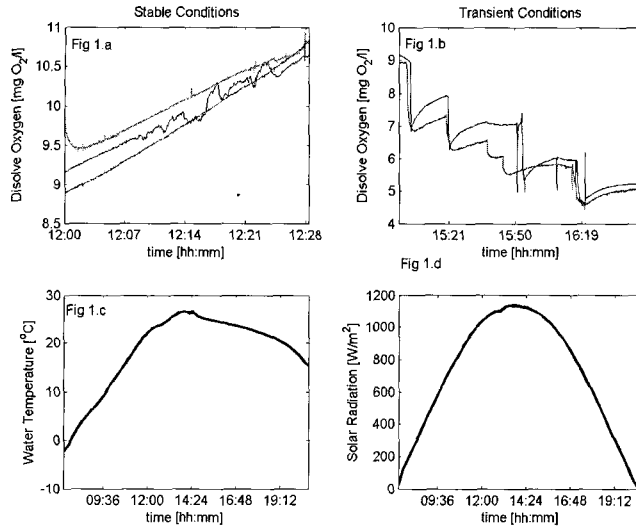 Stable Conditions
Transient Conditions
Fig 1.a
Disolve Oxygen [mg O2/l]
11
10.5
10
9.5
9
8.5
12:00 12:07 12:14 12:21 12:28
time [hh:mm]
Fig 1.b
Disolve Oxygen [mg O2/l]
10
9
8
7
6
5
4
15:21 15:50 16:19
time [hh:mm]
Fig 1.c
Water Temperature [°C]
30
20
10
0
-10
09:36 12:00 14:24 16:48 19:12
time [hh:mm]
Fig 1.d
Solar Radiation [W/m2]
1200
1000
800
600
400
200
0
09:36 12:00 14:24 16:48 19:12
time [hh:mm]